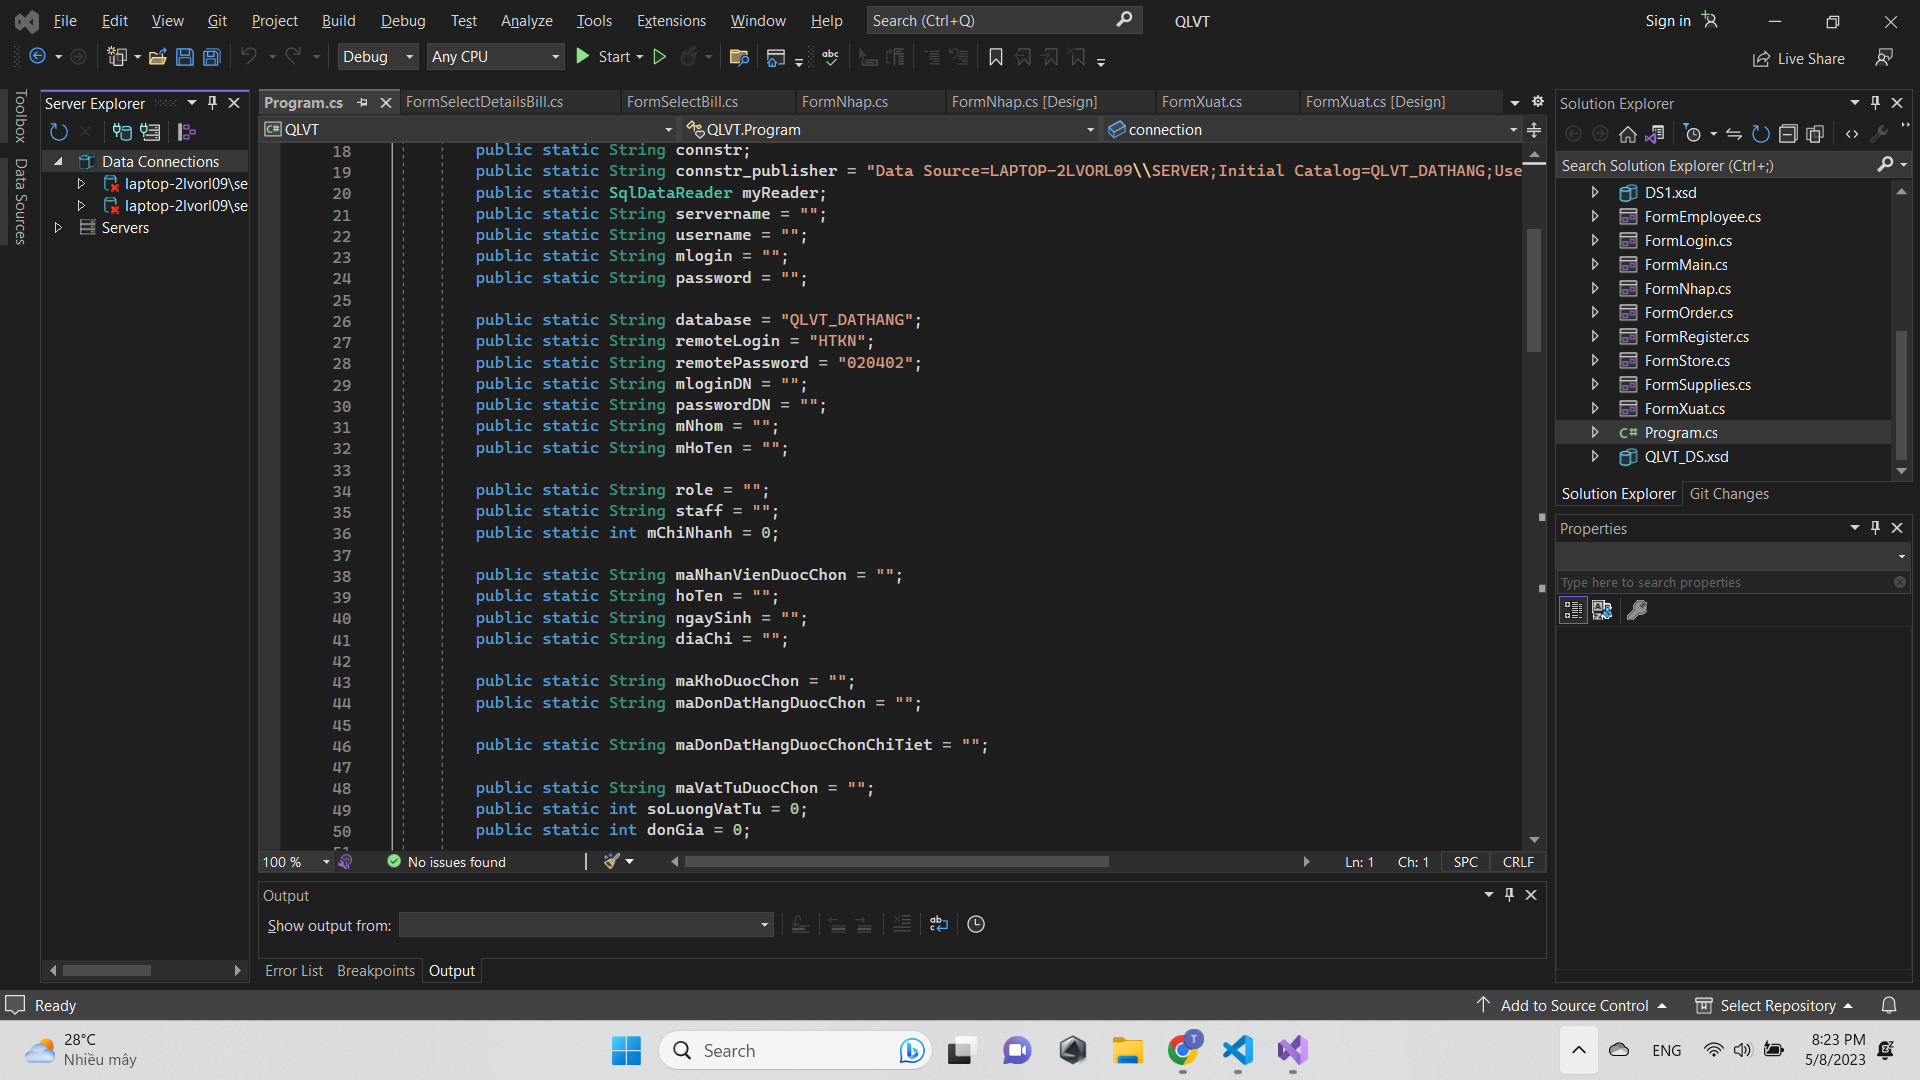 File Edit View Git Project Build Debug Test Analyze Tools Extensions Window Help Search (Ctrl+Q) QLVT Sign in
Debug Any CPU Start Live Share
Toolbox
Data Sources
Server Explorer
Data Connections
laptop-2lvorl09\se
laptop-2lvorl09\se
Servers
Program.cs FormSelectDetailsBill.cs FormSelectBill.cs FormNhap.cs FormNhap.cs [Design] FormXuat.cs FormXuat.cs [Design]
QLVT QLVT.Program connection
18 public static String connstr;
19 public static String connstr_publisher = "Data Source=LAPTOP-2LVORL09\\SERVER;Initial Catalog=QLVT_DATHANG;Use
20 public static SqlDataReader myReader;
21 public static String servername = "";
22 public static String username = "";
23 public static String mlogin = "";
24 public static String password = "";
25
26 public static String database = "QLVT_DATHANG";
27 public static String remoteLogin = "HTKN";
28 public static String remotePassword = "020402";
29 public static String mloginDN = "";
30 public static String passwordDN = "";
31 public static String mNhom = "";
32 public static String mHoTen = "";
33
34 public static String role = "";
35 public static String staff = "";
36 public static int mChiNhanh = 0;
37
38 public static String maNhanVienDuocChon = "";
39 public static String hoTen = "";
40 public static String ngaySinh = "";
41 public static String diaChi = "";
42
43 public static String maKhoDuocChon = "";
44 public static String maDonDatHangDuocChon = "";
45
46 public static String maDonDatHangDuocChonChiTiet = "";
47
48 public static String maVatTuDuocChon = "";
49 public static int soLuongVatTu = 0;
50 public static int donGia = 0;
100 % No issues found Ln: 1 Ch: 1 SPC CRLF
Output
Show output from:
Error List Breakpoints Output
Solution Explorer
Search Solution Explorer (Ctrl+;)
DS1.xsd
FormEmployee.cs
FormLogin.cs
FormMain.cs
FormNhap.cs
FormOrder.cs
FormRegister.cs
FormStore.cs
FormSupplies.cs
FormXuat.cs
C# Program.cs
QLVT_DS.xsd
Solution Explorer Git Changes
Properties
Type here to search properties
Ready Add to Source Control Select Repository
28°C
Nhiều mây
Search
T
ENG
8:23 PM
5/8/2023